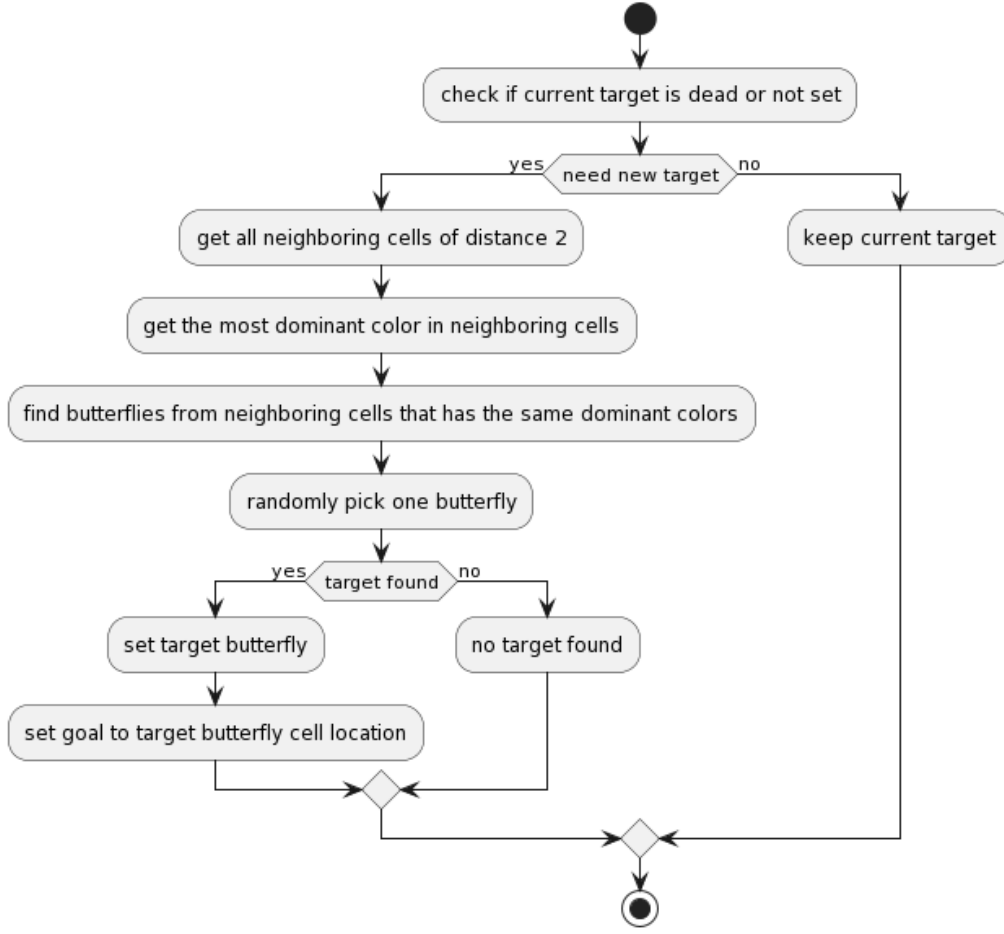 check if current target is dead or not set
yes
need new target
no
get all neighboring cells of distance 2
keep current target
get the most dominant color in neighboring cells
find butterflies from neighboring cells that has the same dominant colors
randomly pick one butterfly
yes
target found
no
set target butterfly
no target found
set goal to target butterfly cell location